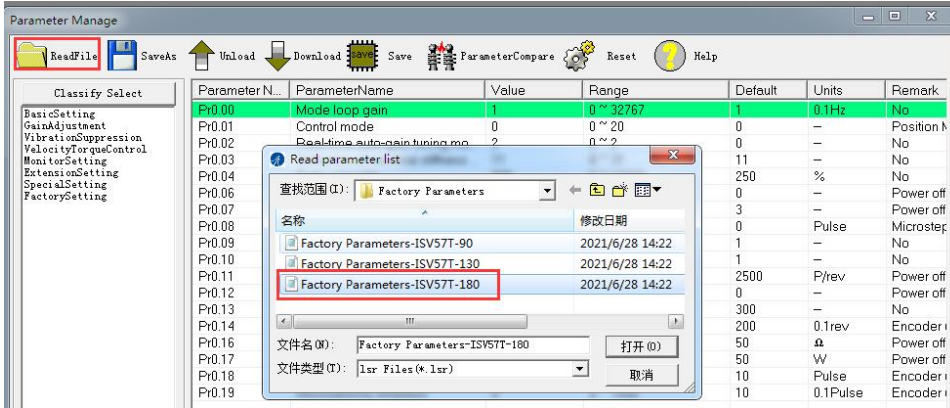 Parameter Manage
ReadFile SaveAs Unload Download save Save ParameterCompare Reset Help
Classify Select
BasicSetting
GainAdjustment
VibrationSuppression
VelocityTorqueControl
MonitorSetting
ExtensionSetting
SpecialSetting
FactorySetting
Parameter N... ParameterName Value Range Default Units Remark
Pr0.00 Mode loop gain 1 0 ~ 32767 1 0.1Hz No
Pr0.01 Control mode 0 0 ~ 20 0 – Position
Pr0.02 Real-time auto-gain tuning mo... 2 0 ~ 2 0 – No
Pr0.03 11 – No
Pr0.04 250 % No
Pr0.06 0 – Power off
Pr0.07 3 – Power off
Pr0.08 0 Pulse Microstep
Pr0.09 1 – No
Pr0.10 1 – No
Pr0.11 2500 P/rev Power off
Pr0.12 0 – Power off
Pr0.13 300 – No
Pr0.14 200 0.1rev Encoder
Pr0.16 50 Ω Power off
Pr0.17 50 W Power off
Pr0.18 10 Pulse Encoder
Pr0.19 10 0.1Pulse Encoder
Read parameter list
查找范围(I): Factory Parameters
名称 修改日期
Factory Parameters-ISV57T-90 2021/6/28 14:22
Factory Parameters-ISV57T-130 2021/6/28 14:22
Factory Parameters-ISV57T-180 2021/6/28 14:22
文件名(N): Factory Parameters-ISV57T-180 打开(O)
文件类型(T): lsr Files(*.lsr) 取消